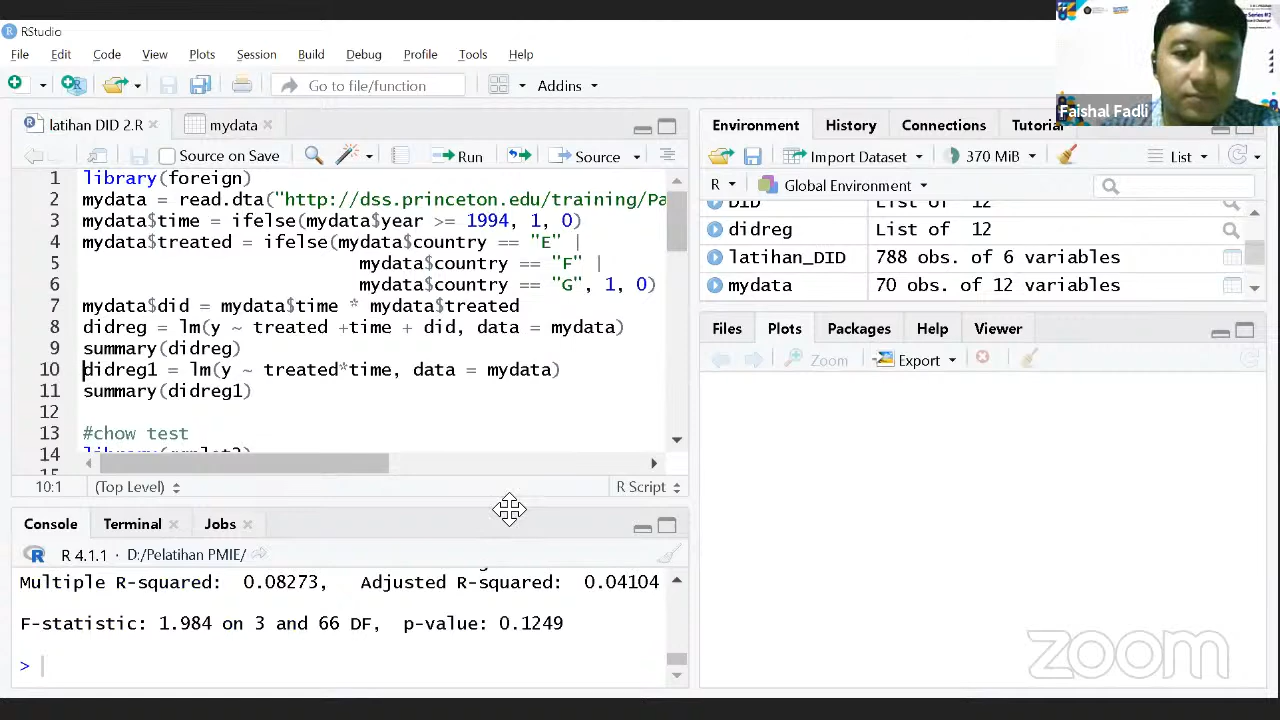 RStudio
File Edit Code View Plots Session Build Debug Profile Tools Help
Go to file/function Addins
Faishal Fadli
latihan DID 2.R mydata
Source on Save Run Source
1 library(foreign)
2 mydata = read.dta("http://dss.princeton.edu/training/Pa
3 mydata$time = ifelse(mydata$year >= 1994, 1, 0)
4 mydata$treated = ifelse(mydata$country == "E" |
5 mydata$country == "F" |
6 mydata$country == "G", 1, 0)
7 mydata$did = mydata$time * mydata$treated
8 didreg = lm(y ~ treated +time + did, data = mydata)
9 summary(didreg)
10 didreg1 = lm(y ~ treated*time, data = mydata)
11 summary(didreg1)
12
13 #chow test
14
15
10:1 (Top Level) R Script
Console Terminal Jobs
R 4.1.1 · D:/Pelatihan PMIE/
Multiple R-squared: 0.08273, Adjusted R-squared: 0.04104
F-statistic: 1.984 on 3 and 66 DF, p-value: 0.1249
>
Environment History Connections Tutorial
Import Dataset 370 MiB List
R Global Environment
DID List of 12
didreg List of 12
latihan_DID 788 obs. of 6 variables
mydata 70 obs. of 12 variables
Files Plots Packages Help Viewer
Zoom Export
zoom